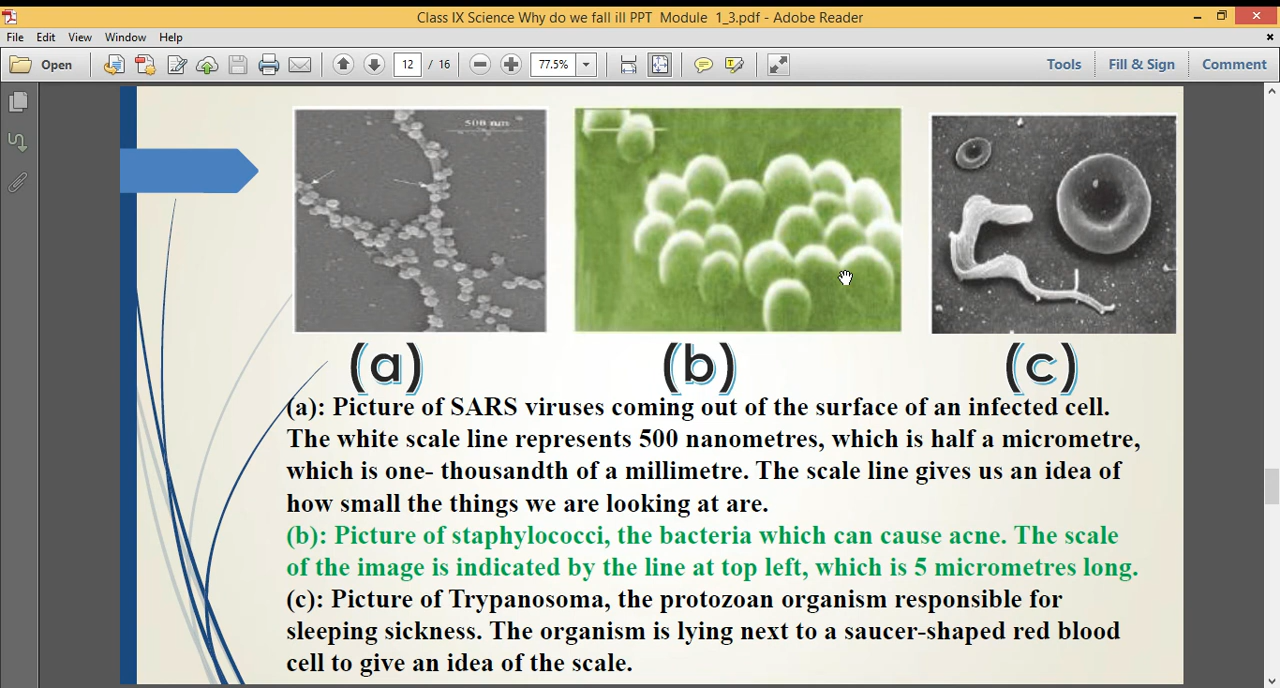 Class IX Science Why do we fall ill PPT Module 1_3.pdf - Adobe Reader
File Edit View Window Help
Open 12 / 16 77.5% Tools Fill & Sign Comment
500 nm
(a) (b) (c)
(a): Picture of SARS viruses coming out of the surface of an infected cell.
The white scale line represents 500 nanometres, which is half a micrometre,
which is one- thousandth of a millimetre. The scale line gives us an idea of
how small the things we are looking at are.
(b): Picture of staphylococci, the bacteria which can cause acne. The scale
of the image is indicated by the line at top left, which is 5 micrometres long.
(c): Picture of Trypanosoma, the protozoan organism responsible for
sleeping sickness. The organism is lying next to a saucer-shaped red blood
cell to give an idea of the scale.